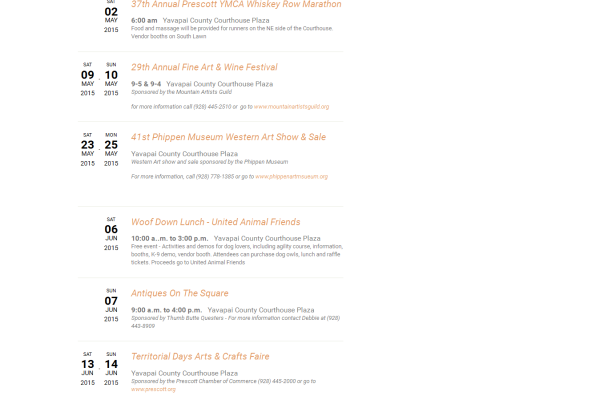 SAT
02
MAY
2015
37th Annual Prescott YMCA Whiskey Row Marathon
6:00 am Yavapai County Courthouse Plaza
Food and massage will be provided for runners on the NE side of the Courthouse.
Vendor booths on South Lawn
SAT SUN
09 - 10
MAY MAY
2015 2015
29th Annual Fine Art & Wine Festival
9-5 & 9-4 Yavapai County Courthouse Plaza
Sponsored by the Mountain Artists Guild
for more information call (928) 445-2510 or go to www.mountainartistsguild.org
SAT MON
23 - 25
MAY MAY
2015 2015
41st Phippen Museum Western Art Show & Sale
Yavapai County Courthouse Plaza
Western Art show and sale sponsored by the Phippen Museum
For more information, call (928) 778-1385 or go to www.phippenartmuseum.org
SAT
06
JUN
2015
Woof Down Lunch - United Animal Friends
10:00 a..m. to 3:00 p.m. Yavapai County Courthouse Plaza
Free event - Activities and demos for dog lovers, including agility course, information,
booths, K-9 demo, vendor booth. Attendees can purchase dog owls, lunch and raffle
tickets. Proceeds go to United Animal Friends
SUN
07
JUN
2015
Antiques On The Square
9:00 a.m. to 4:00 p.m. Yavapai County Courthouse Plaza
Sponsored by Thumb Butte Questers - For more information contact Debbie at (928)
443-8909
SAT SUN
13 - 14
JUN JUN
2015 2015
Territorial Days Arts & Crafts Faire
Yavapai County Courthouse Plaza
Sponsored by the Prescott Chamber of Commerce (928) 445-2000 or go to
www.prescott.org